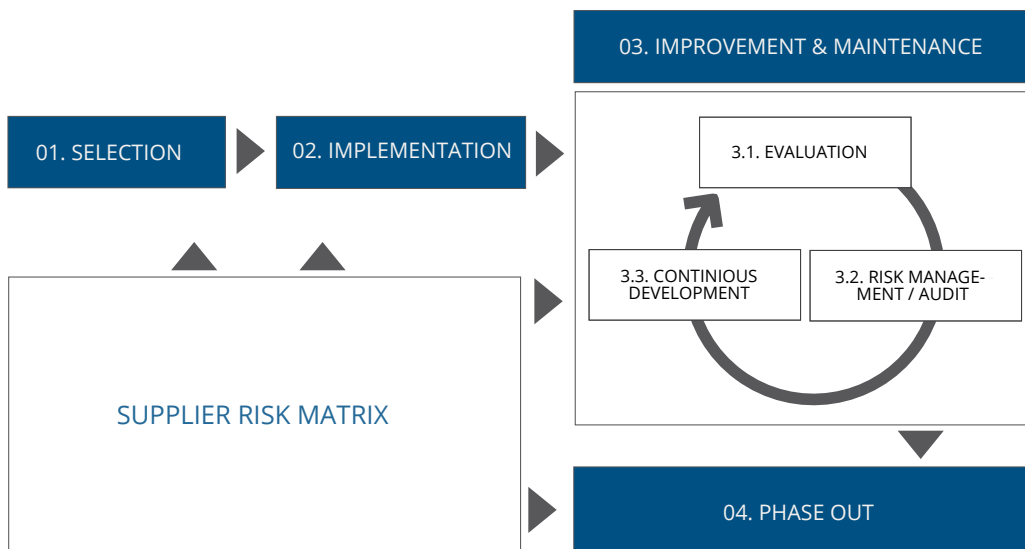 03. IMPROVEMENT & MAINTENANCE
01. SELECTION
02. IMPLEMENTATION
3.1. EVALUATION
3.3. CONTINIOUS
DEVELOPMENT
3.2. RISK MANAGE-
MENT / AUDIT
SUPPLIER RISK MATRIX
04. PHASE OUT